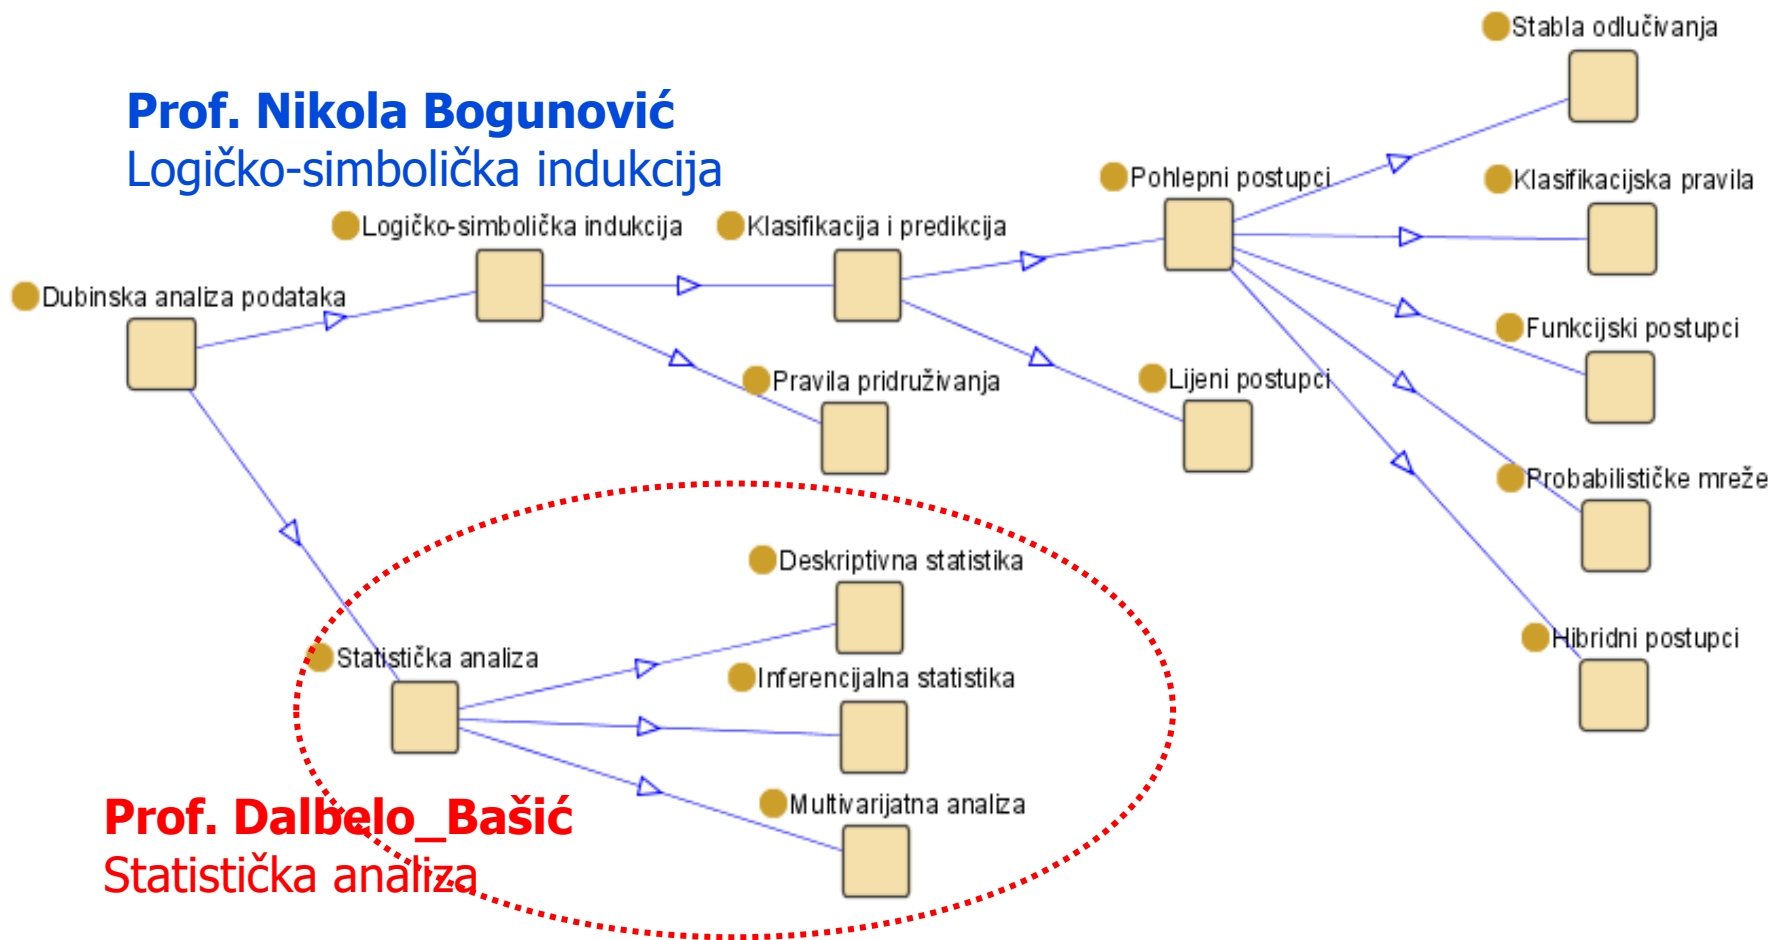 Stabla odlučivanja
Prof. Nikola Bogunović
Logičko-simbolička indukcija
Pohlepni postupci
Klasifikacijska pravila
Logičko-simbolička indukcija
Klasifikacija i predikcija
Dubinska analiza podataka
Funkcijski postupci
Pravila pridruživanja
Lijeni postupci
Probabilističke mreže
Deskriptivna statistika
Hibridni postupci
Statistička analiza
Inferencijalna statistika
Multivarijatna analiza
Prof. Dalbelo_Bašić
Statistička analiza